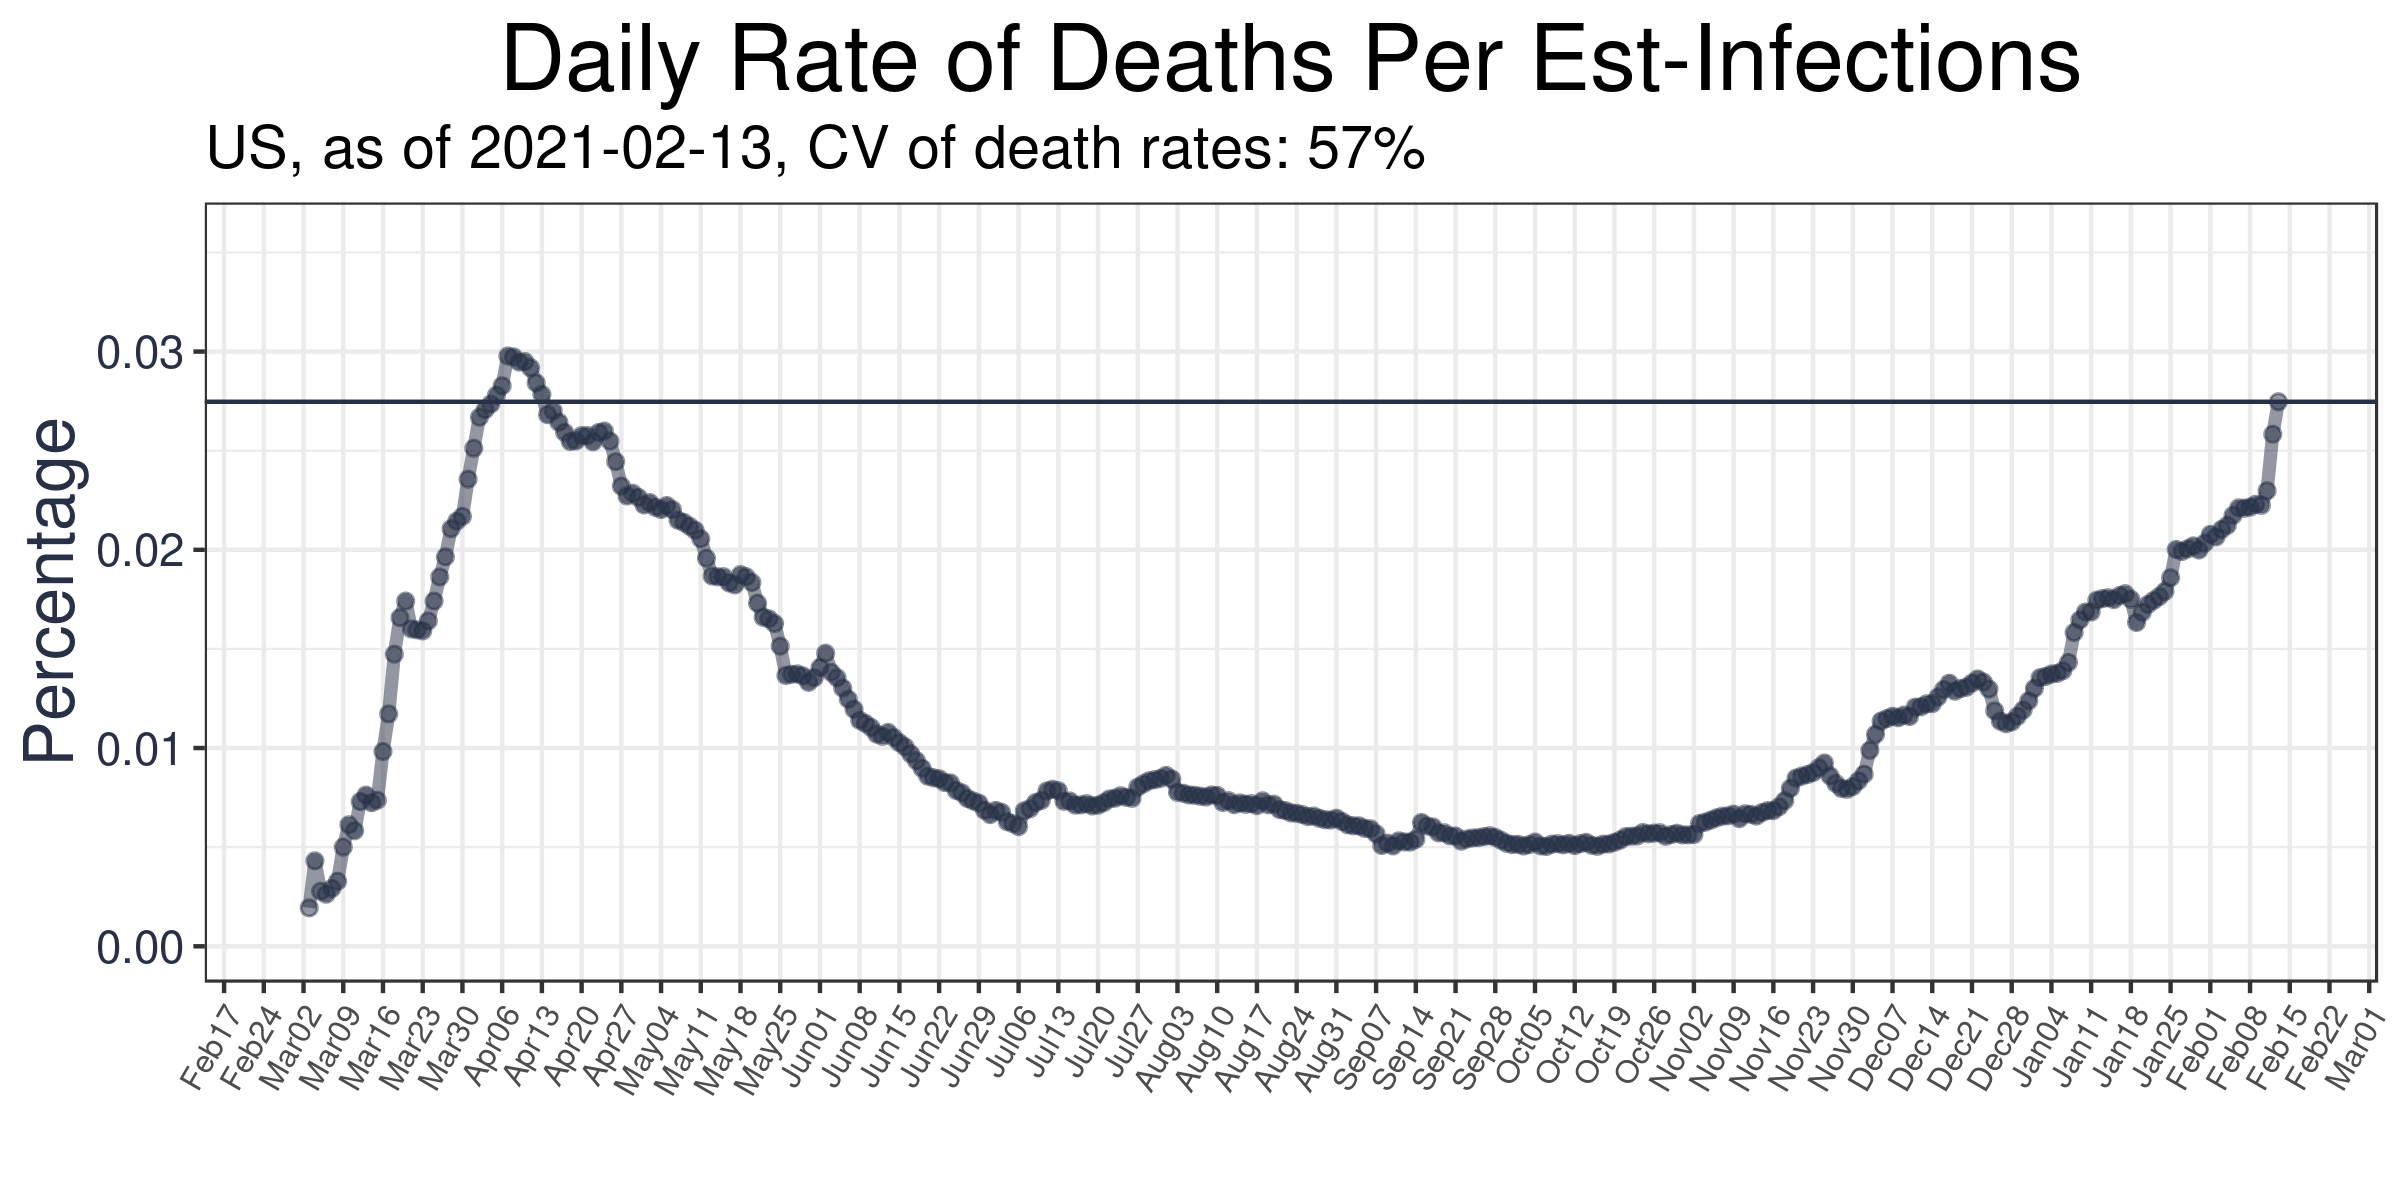 Daily Rate of Deaths Per Est-Infections
US, as of 2021-02-13, CV of death rates: 57%
Percentage
0.03
0.02
0.01
0.00
Feb17
Feb24
Mar02
Mar09
Mar16
Mar23
Mar30
Apr06
Apr13
Apr20
Apr27
May04
May11
May18
May25
Jun01
Jun08
Jun15
Jun22
Jun29
Jul06
Jul13
Jul20
Jul27
Aug03
Aug10
Aug17
Aug24
Aug31
Sep07
Sep14
Sep21
Sep28
Oct05
Oct12
Oct19
Oct26
Nov02
Nov09
Nov16
Nov23
Nov30
Dec07
Dec14
Dec21
Dec28
Jan04
Jan11
Jan18
Jan25
Feb01
Feb08
Feb15
Feb22
Mar01